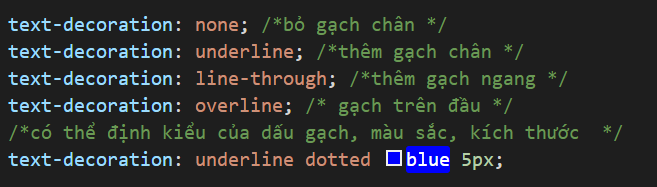 text-decoration: none; /*bỏ gạch chân */
text-decoration: underline; /*thêm gạch chân */
text-decoration: line-through; /*thêm gạch ngang */
text-decoration: overline; /* gạch trên đầu */
/*có thể định kiểu của dấu gạch, màu sắc, kích thước  */
text-decoration: underline dotted blue 5px;